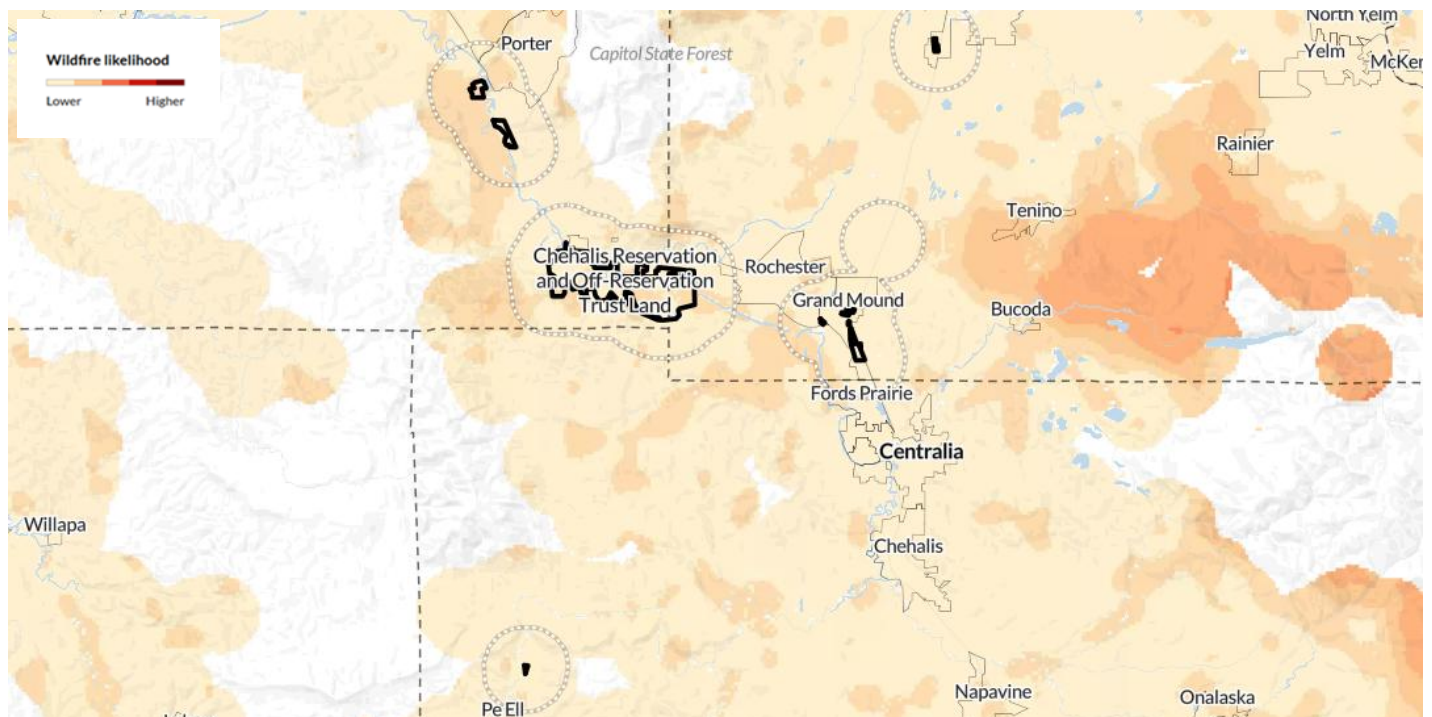 Wildfire likelihood
Lower Higher
Porter
Capitol State Forest
North Yelm
Yelm
McKen
Rainier
Tenino
Chehalis Reservation
and Off-Reservation
Trust Land
Rochester
Grand Mound
Bucoda
Fords Prairie
Centralia
Willapa
Chehalis
Pe Ell
Napavine
Onalaska